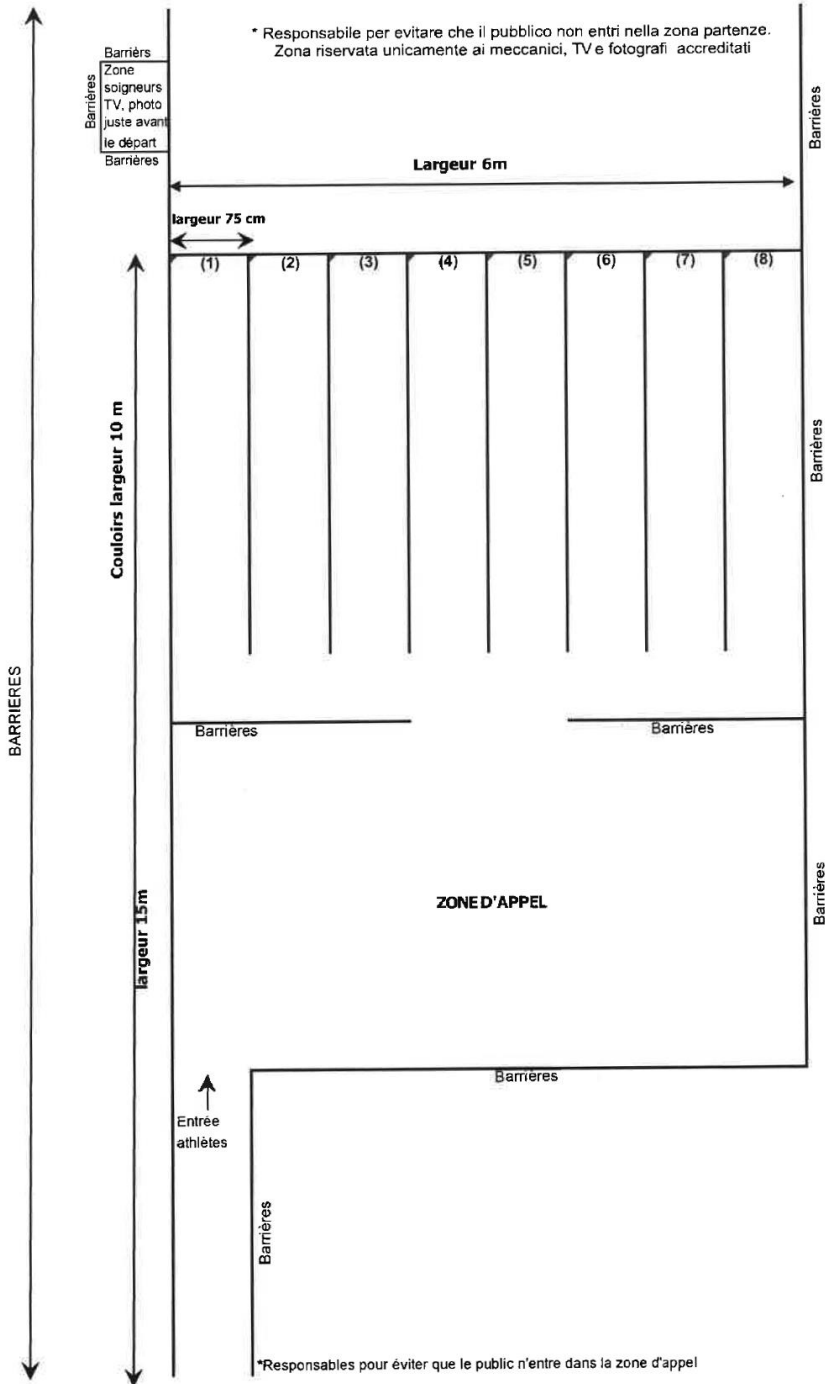 * Responsabile per evitare che il pubblico non entri nella zona partenze.
Zona riservata unicamente ai meccanici, TV e fotografi accreditati
Barrièrs
Barrières
Zone
soigneurs
TV, photo
juste avant
le départ
Barrières
Barrières
Largeur 6m
largeur 75 cm
(1) (2) (3) (4) (5) (6) (7) (8)
Couloirs largeur 10 m
Barrières
BARRIERES
Barrières
Barrières
largeur 15m
ZONE D'APPEL
Barrières
Barrières
Entrée
athlètes
Barrières
*Responsables pour éviter que le public n'entre dans la zone d'appel